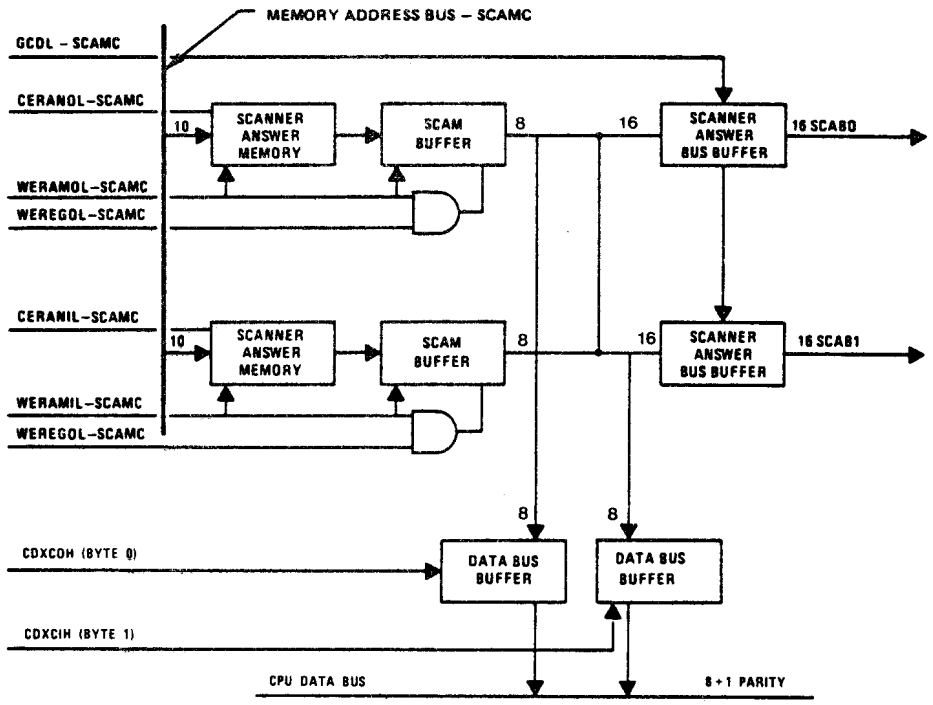 MEMORY ADDRESS BUS – SCAMC
GCDL – SCAMC
CERANOL–SCAMC
10
SCANNER
ANSWER
MEMORY
SCAM
BUFFER
8
16
SCANNER
ANSWER
BUS BUFFER
16 SCAB0
WERAMOL–SCAMC
WEREGOL–SCAMC
CERANIL–SCAMC
10
SCANNER
ANSWER
MEMORY
SCAM
BUFFER
8
16
SCANNER
ANSWER
BUS BUFFER
16 SCAB1
WERAMIL–SCAMC
WEREGOL–SCAMC
8
8
CDXCOH (BYTE 0)
DATA BUS
BUFFER
DATA BUS
BUFFER
CDXCIH (BYTE 1)
CPU DATA BUS
8 + 1 PARITY